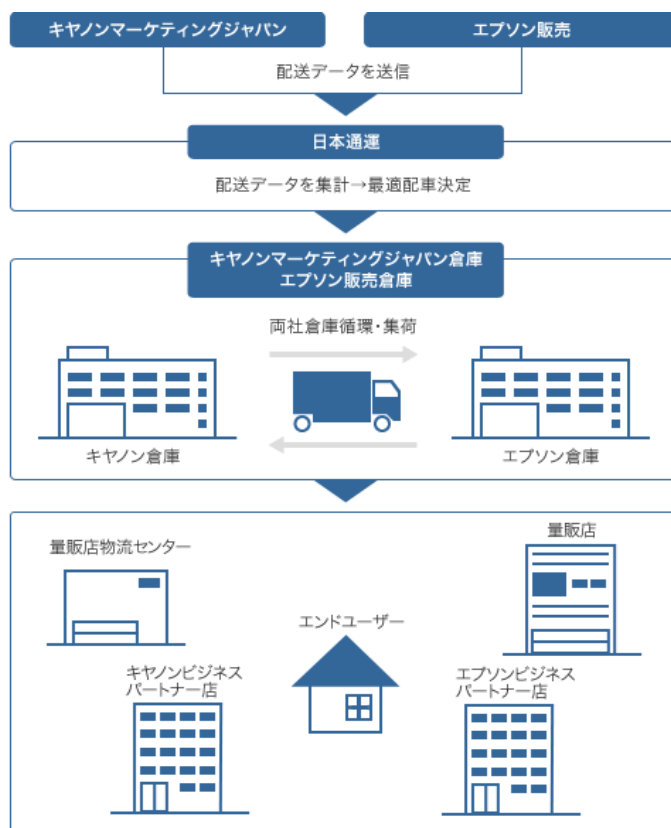 キヤノンマーケティングジャパン
エプソン販売
配送データを送信
日本通運
配送データを集計→最適配車決定
キヤノンマーケティングジャパン倉庫
エプソン販売倉庫
両社倉庫循環・集荷
キヤノン倉庫
エプソン倉庫
量販店物流センター
量販店
エンドユーザー
キヤノンビジネス
パートナー店
エプソンビジネス
パートナー店